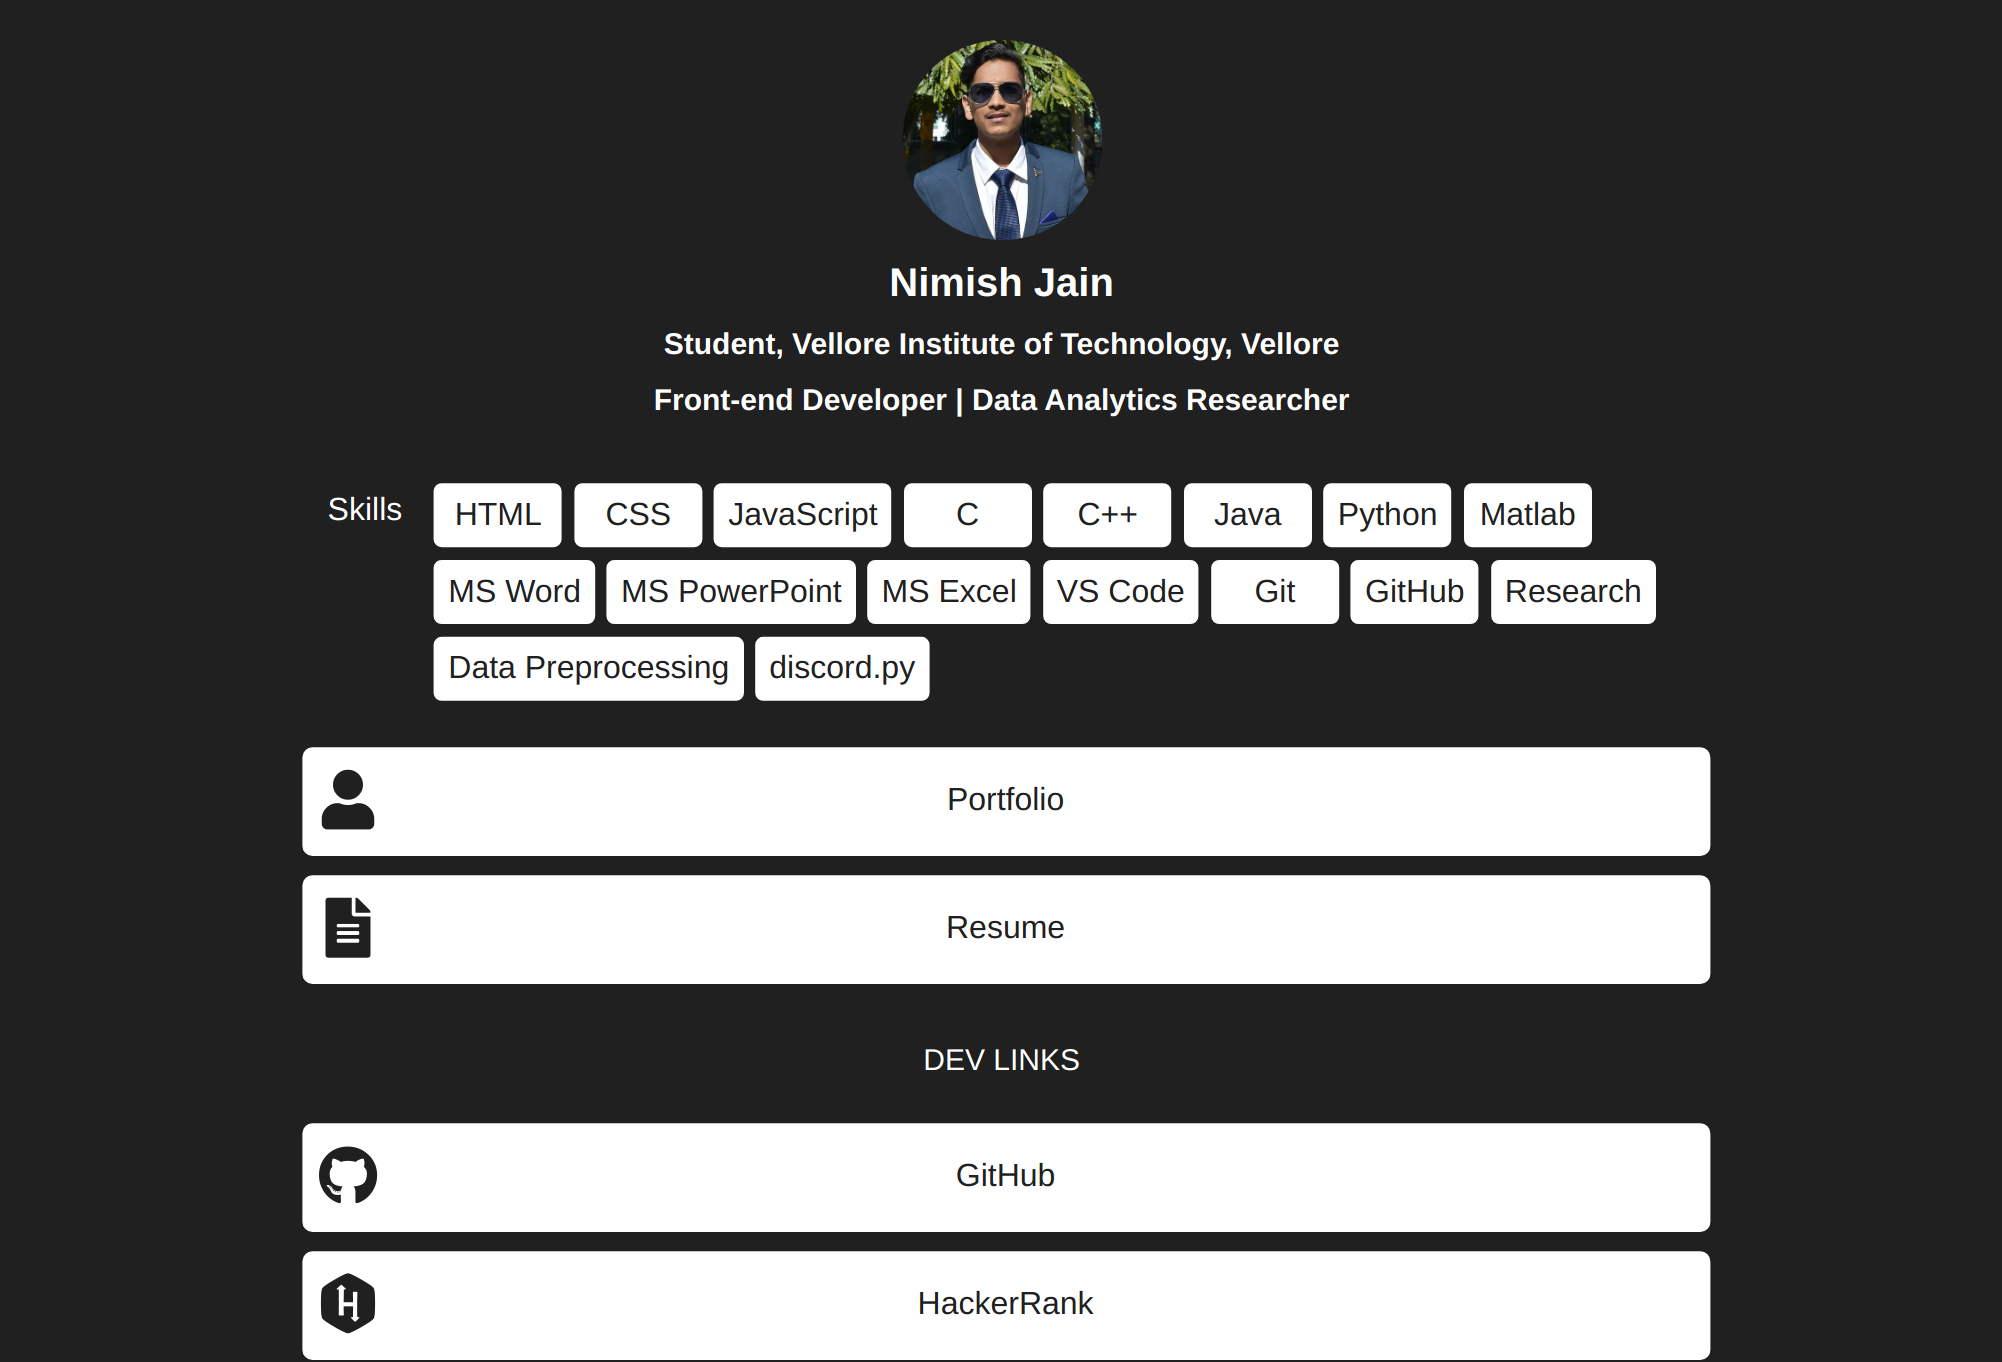 Nimish Jain
Student, Vellore Institute of Technology, Vellore
Front-end Developer | Data Analytics Researcher
Skills HTML CSS JavaScript C C++ Java Python Matlab
MS Word MS PowerPoint MS Excel VS Code Git GitHub Research
Data Preprocessing discord.py
Portfolio
Resume
DEV LINKS
GitHub
HackerRank